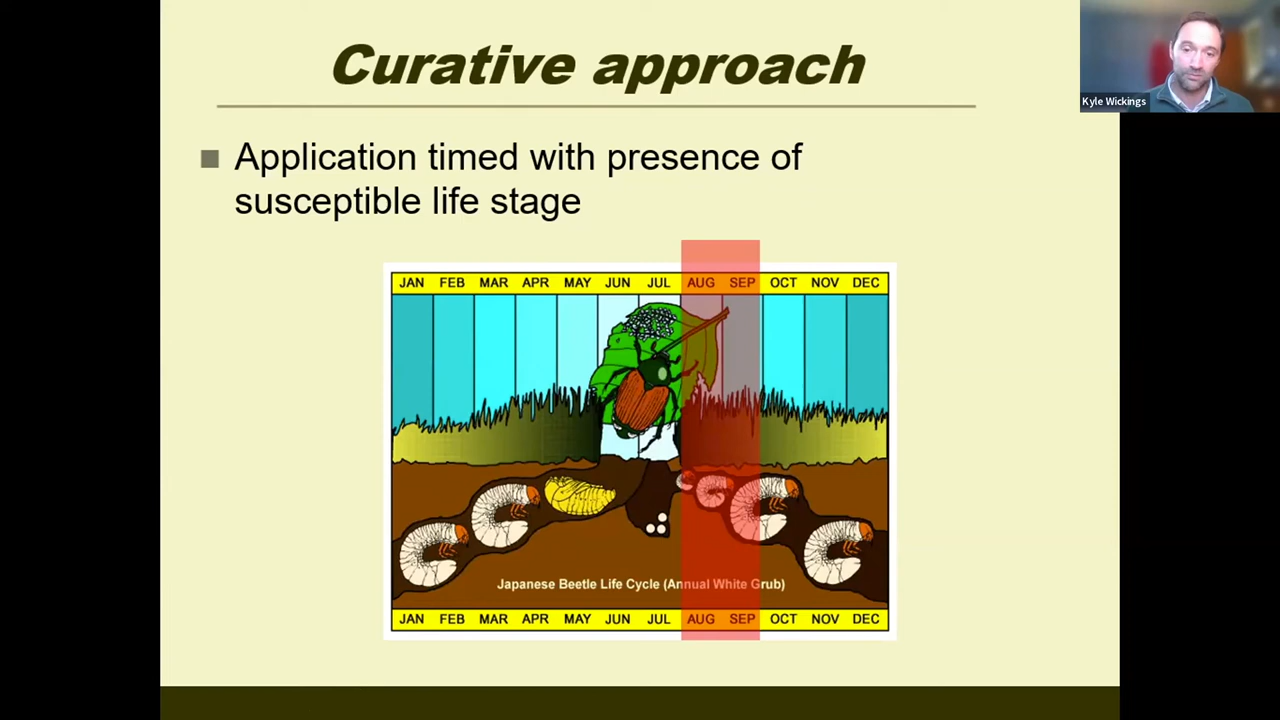 Curative approach
Kyle Wickings
Application timed with presence of
susceptible life stage
JAN FEB MAR APR MAY JUN JUL AUG SEP OCT NOV DEC
Japanese Beetle Life Cycle (Annual White Grub)
JAN FEB MAR APR MAY JUN JUL AUG SEP OCT NOV DEC